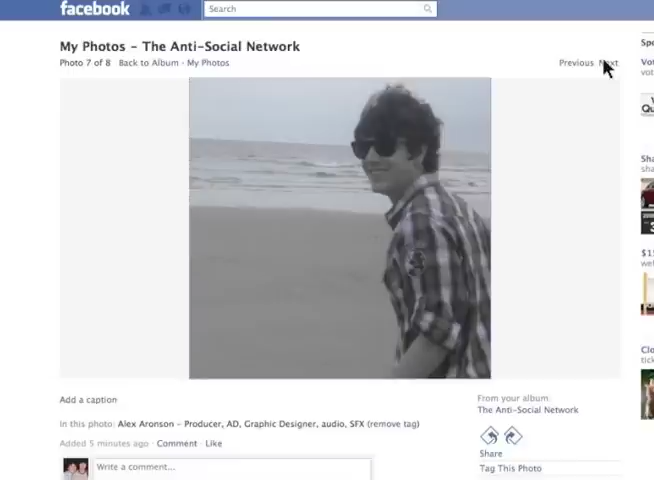 facebook
Search
My Photos - The Anti-Social Network
Photo 7 of 8 Back to Album · My Photos
Previous
Add a caption
In this photo: Alex Aronson - Producer, AD, Graphic Designer, audio, SFX (remove tag)
Added 5 minutes ago · Comment · Like
Write a comment...
From your album:
The Anti-Social Network
Share
Tag This Photo